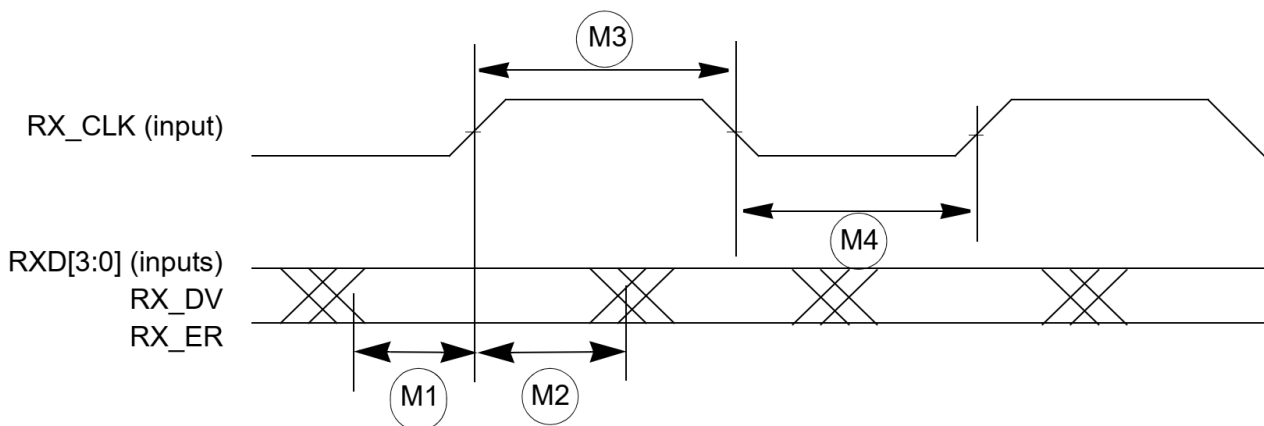 M3
RX_CLK (input)
M4
RXD[3:0] (inputs)
RX_DV
RX_ER
M1
M2